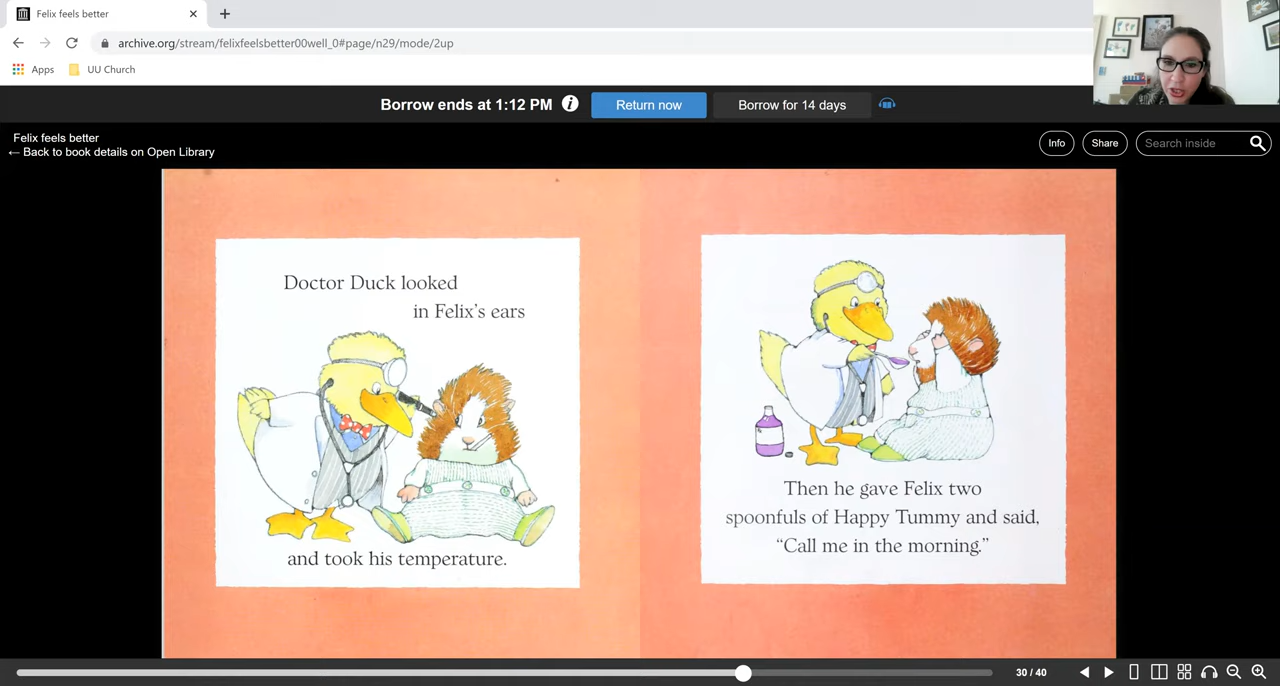 Felix feels better
archive.org/stream/felixfeelsbetter00well_0#page/n29/mode/2up
Apps
UU Church
Borrow ends at 1:12 PM
Return now
Borrow for 14 days
Felix feels better
← Back to book details on Open Library
Info
Share
Search inside
Doctor Duck looked
in Felix's ears
and took his temperature.
Then he gave Felix two
spoonfuls of Happy Tummy and said,
“Call me in the morning.”
30 / 40